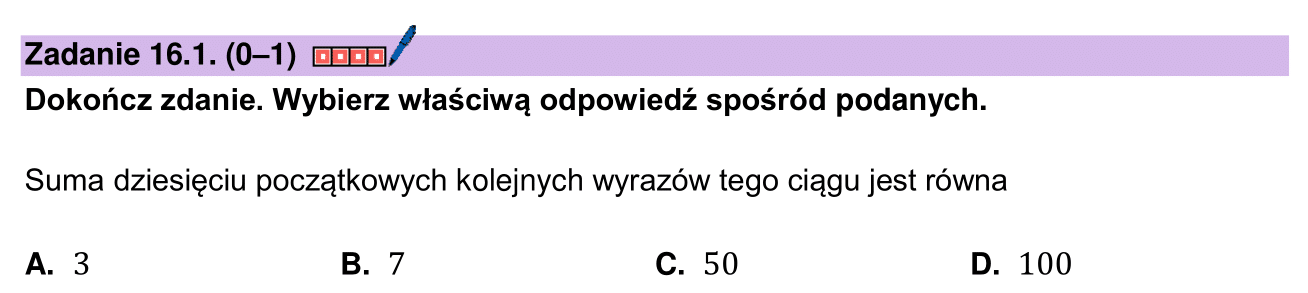 Zadanie 16.1. (0–1)
Dokończ zdanie. Wybierz właściwą odpowiedź spośród podanych.
Suma dziesięciu początkowych kolejnych wyrazów tego ciągu jest równa
A. 3 B. 7 C. 50 D. 100